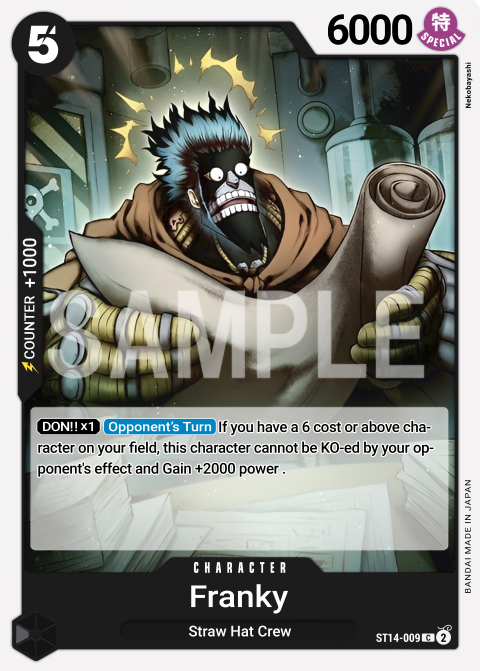 5
6000
特
SPECIAL
Nekobayashi
COUNTER +1000
SAMPLE
DON!! x1 Opponent's Turn If you have a 6 cost or above cha-
racter on your field, this character cannot be KO-ed by your op-
ponent's effect and Gain +2000 power .
BANDAI MADE IN JAPAN
CHARACTER
Franky
Straw Hat Crew
ST14-009 C 2